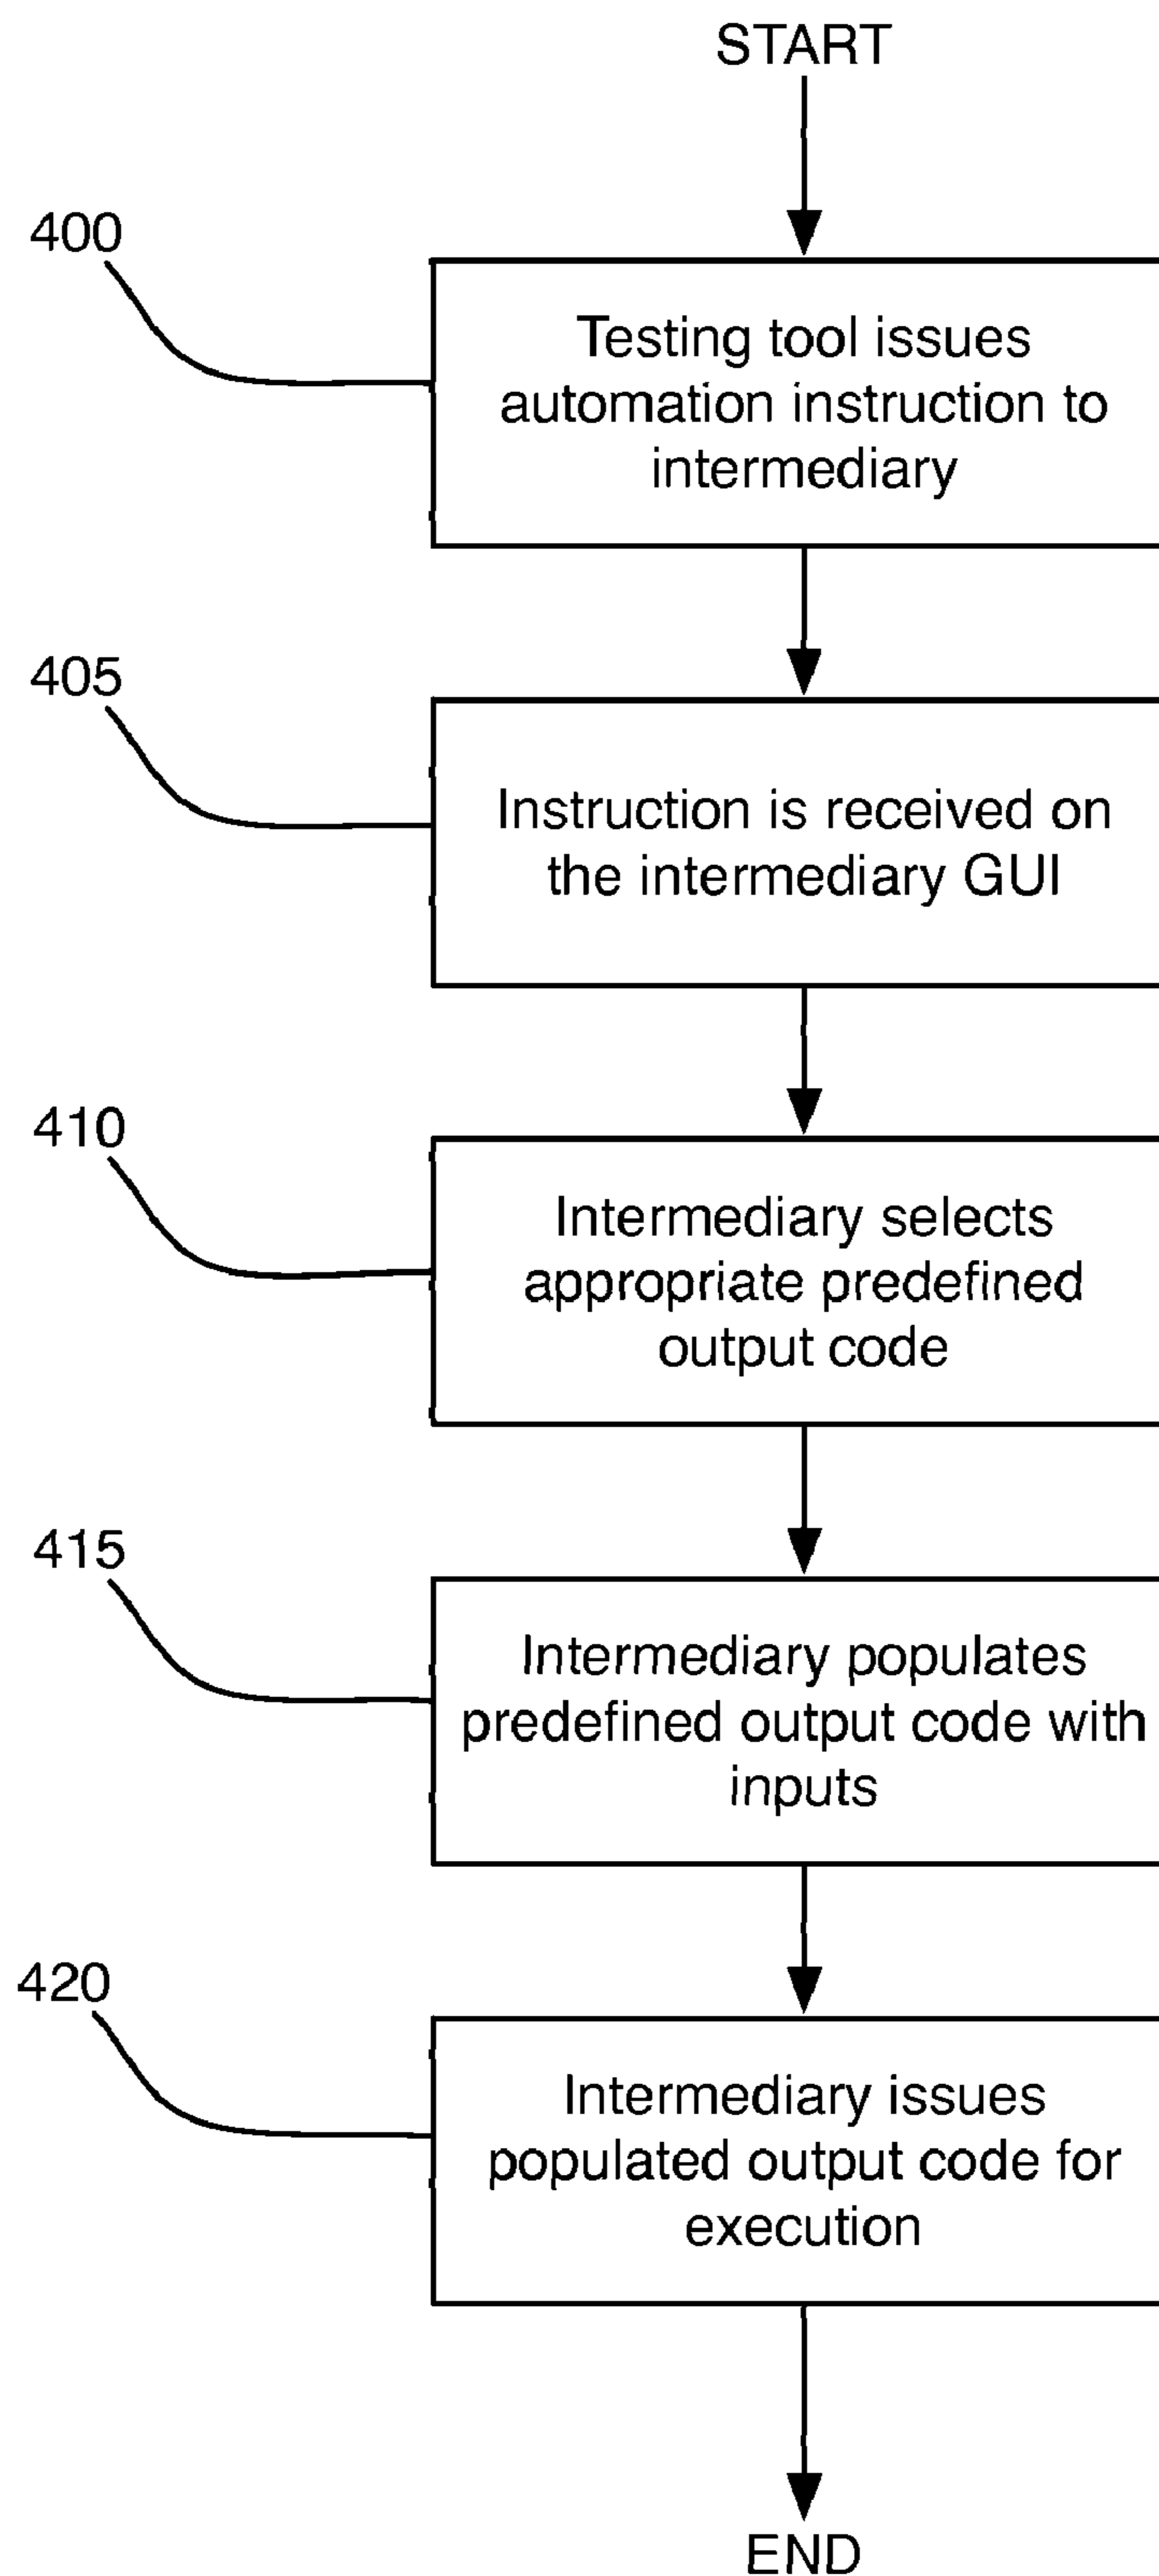 START
400
Testing tool issues
automation instruction to
intermediary
405
Instruction is received on
the intermediary GUI
410
Intermediary selects
appropriate predefined
output code
415
Intermediary populates
predefined output code with
inputs
420
Intermediary issues
populated output code for
execution
END